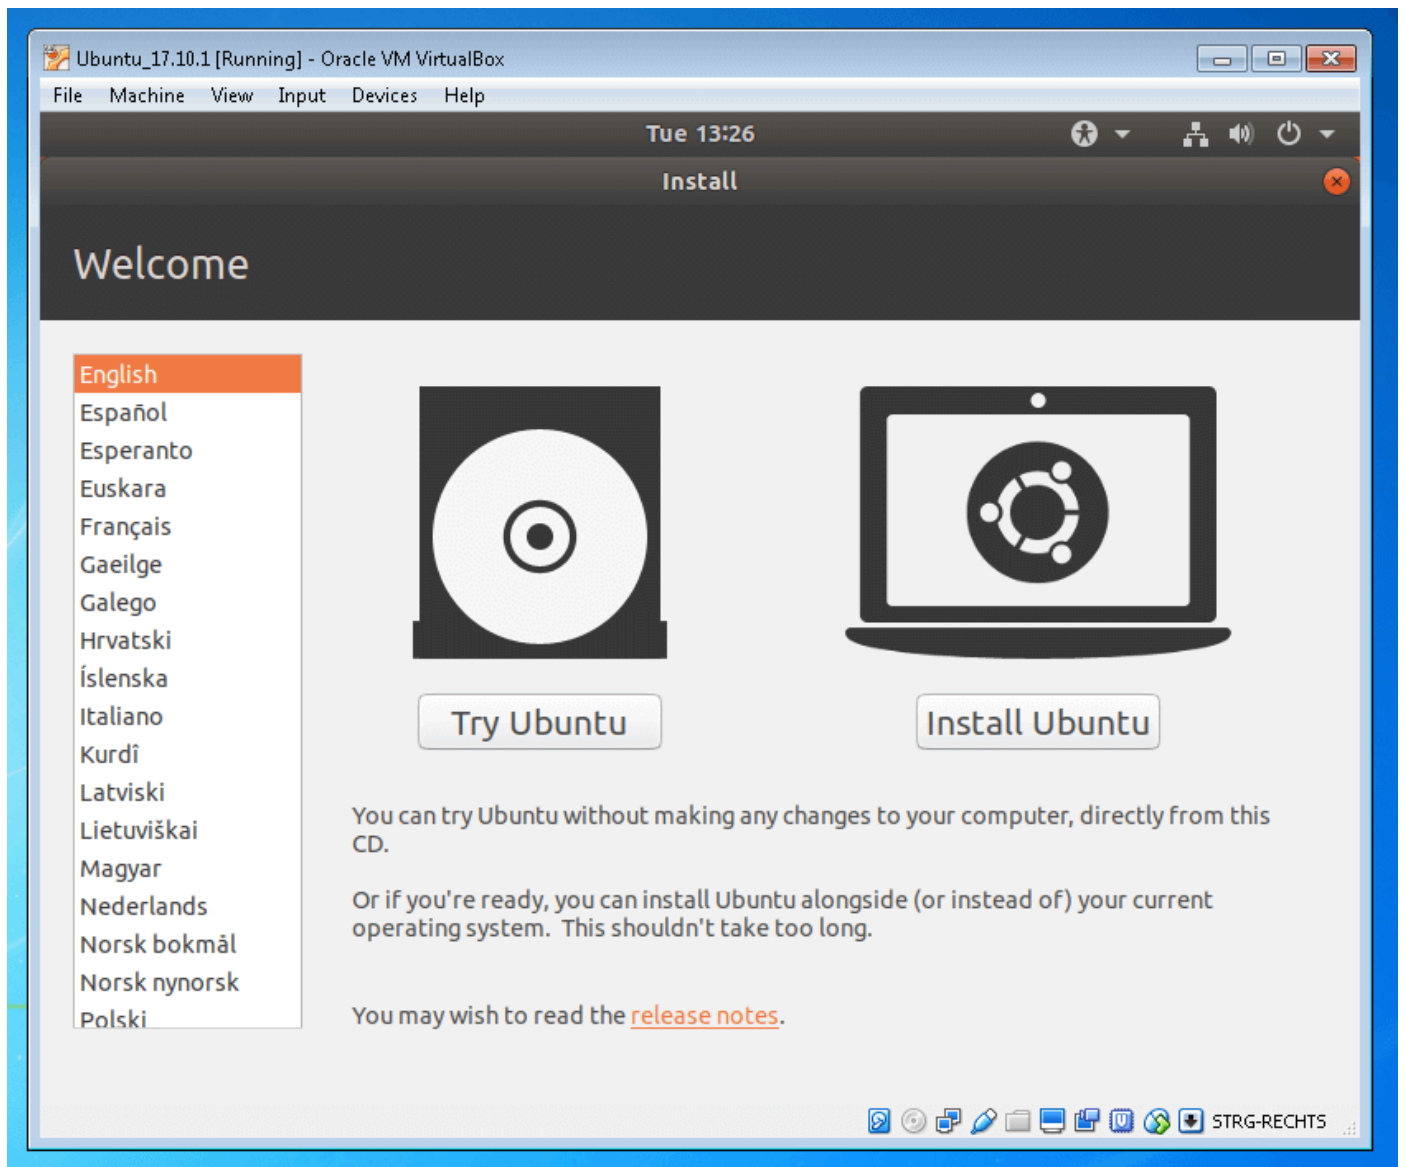 Ubuntu_17.10.1 [Running] - Oracle VM VirtualBox
File Machine View Input Devices Help
Tue 13:26
Install
Welcome
English
Español
Esperanto
Euskara
Français
Gaeilge
Galego
Hrvatski
Íslenska
Italiano
Kurdî
Latviski
Lietuviškai
Magyar
Nederlands
Norsk bokmål
Norsk nynorsk
Polski
Try Ubuntu
Install Ubuntu
You can try Ubuntu without making any changes to your computer, directly from this
CD.
Or if you're ready, you can install Ubuntu alongside (or instead of) your current
operating system. This shouldn't take too long.
You may wish to read the release notes.
STRG-RECHTS